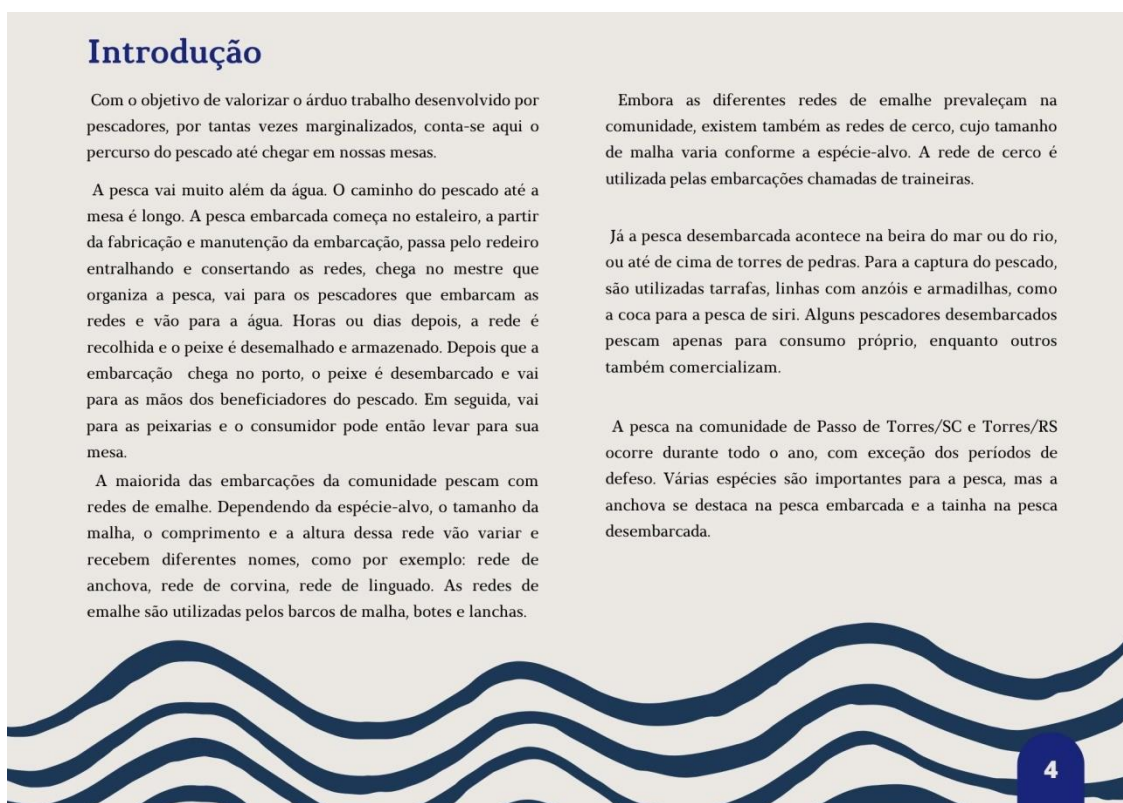 Introdução
Com o objetivo de valorizar o árduo trabalho desenvolvido por
pescadores, por tantas vezes marginalizados, conta-se aqui o
percurso do pescado até chegar em nossas mesas.
A pesca vai muito além da água. O caminho do pescado até a
mesa é longo. A pesca embarcada começa no estaleiro, a partir
da fabricação e manutenção da embarcação, passa pelo redeiro
entralhando e consertando as redes, chega no mestre que
organiza a pesca, vai para os pescadores que embarcam as
redes e vão para a água. Horas ou dias depois, a rede é
recolhida e o peixe é desemalhado e armazenado. Depois que a
embarcação chega no porto, o peixe é desembarcado e vai
para as mãos dos beneficiadores do pescado. Em seguida, vai
para as peixarias e o consumidor pode então levar para sua
mesa.
A maiorida das embarcações da comunidade pescam com
redes de emalhe. Dependendo da espécie-alvo, o tamanho da
malha, o comprimento e a altura dessa rede vão variar e
recebem diferentes nomes, como por exemplo: rede de
anchova, rede de corvina, rede de linguado. As redes de
emalhe são utilizadas pelos barcos de malha, botes e lanchas.
Embora as diferentes redes de emalhe prevaleçam na
comunidade, existem também as redes de cerco, cujo tamanho
de malha varia conforme a espécie-alvo. A rede de cerco é
utilizada pelas embarcações chamadas de traineiras.
Já a pesca desembarcada acontece na beira do mar ou do rio,
ou até de cima de torres de pedras. Para a captura do pescado,
são utilizadas tarrafas, linhas com anzóis e armadilhas, como
a coca para a pesca de siri. Alguns pescadores desembarcados
pescam apenas para consumo próprio, enquanto outros
também comercializam.
A pesca na comunidade de Passo de Torres/SC e Torres/RS
ocorre durante todo o ano, com exceção dos períodos de
defeso. Várias espécies são importantes para a pesca, mas a
anchova se destaca na pesca embarcada e a tainha na pesca
desembarcada.
4